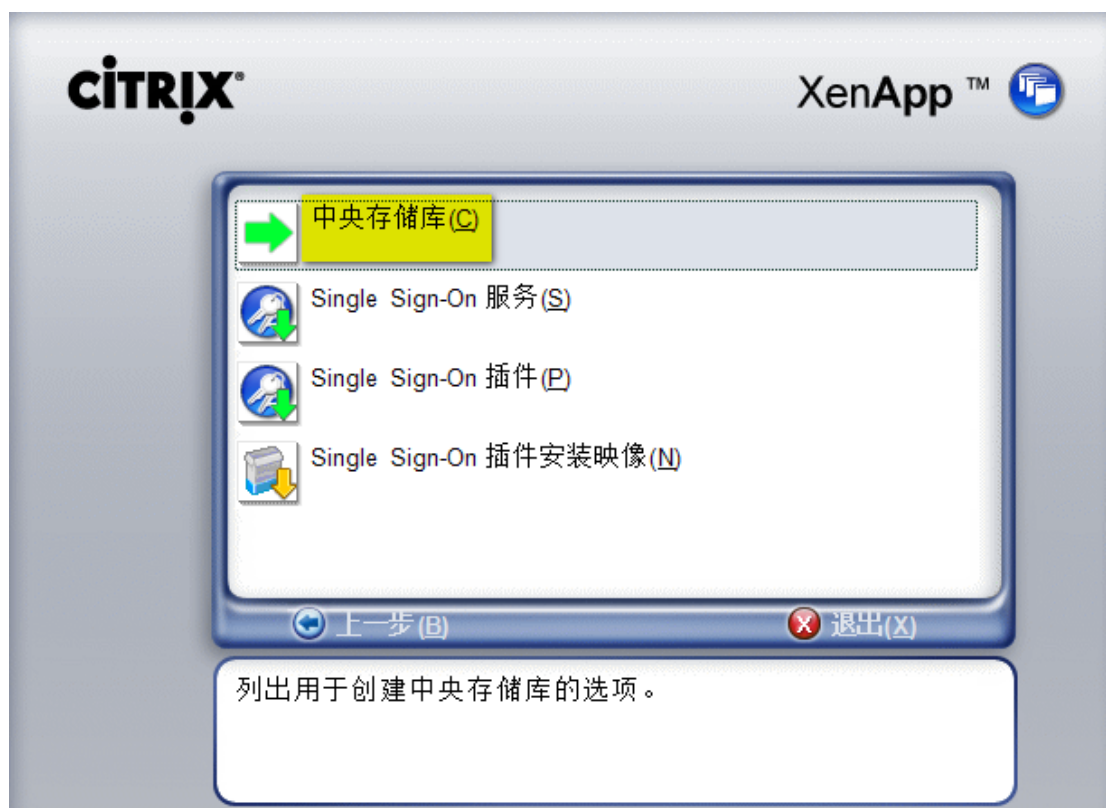 CITRIX®
XenApp ™
中央存储库(C)
Single Sign-On 服务(S)
Single Sign-On 插件(P)
Single Sign-On 插件安装映像(N)
上一步(B)
退出(X)
列出用于创建中央存储库的选项。